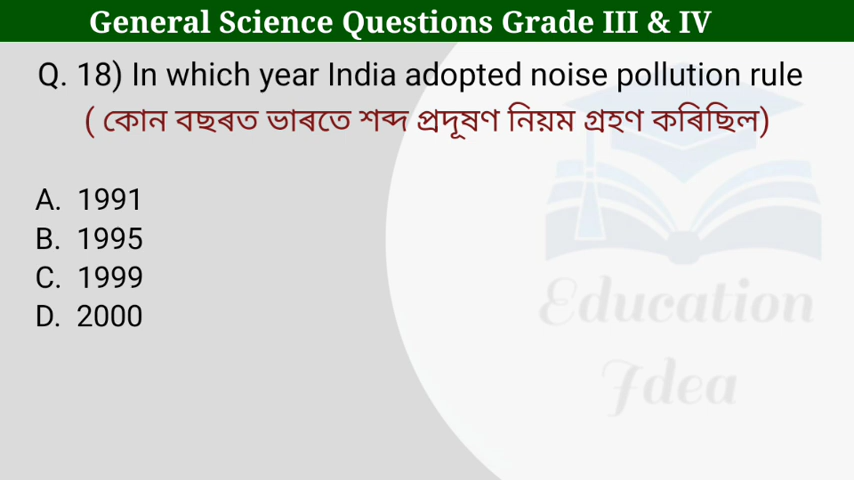 General Science Questions Grade III & IV
Q. 18) In which year India adopted noise pollution rule
( কোন বছৰত ভাৰতে শব্দ প্ৰদূষণ নিয়ম গ্ৰহণ কৰিছিল)
A. 1991
B. 1995
C. 1999
D. 2000
Education
Idea